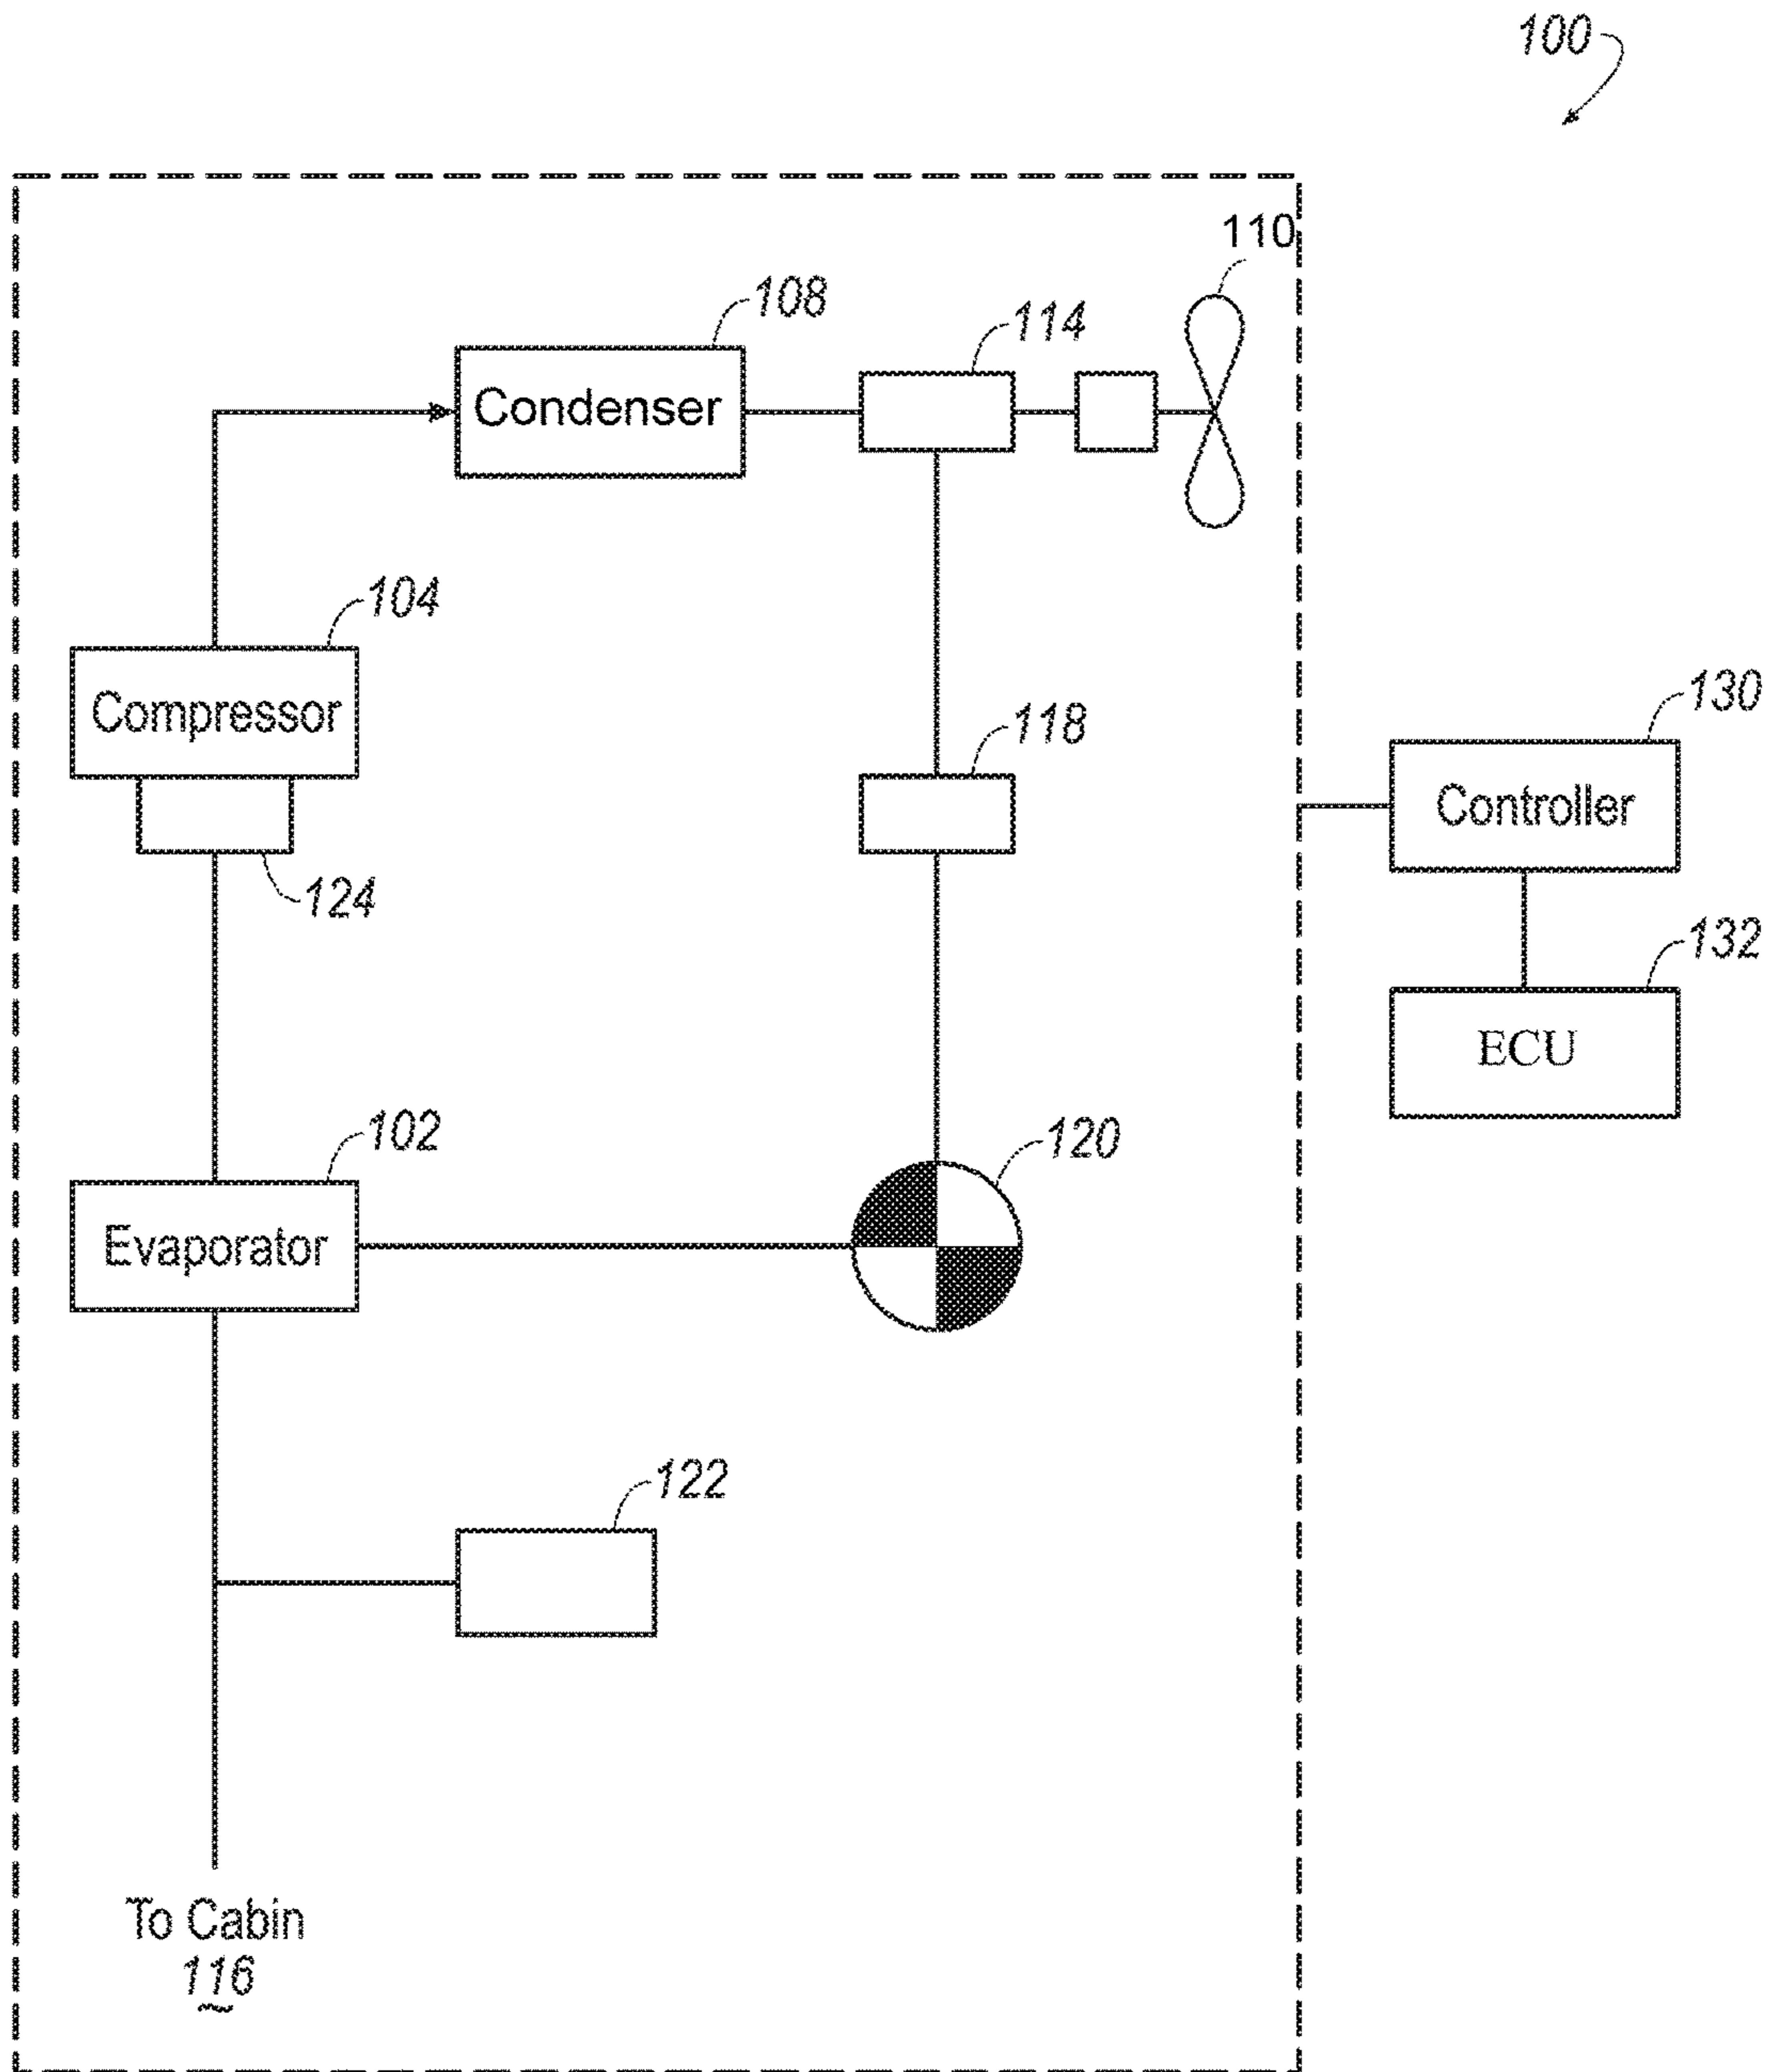 100
110
108
114
Condenser
104
Compressor
118
130
Controller
124
132
ECU
102
120
Evaporator
122
To Cabin
116